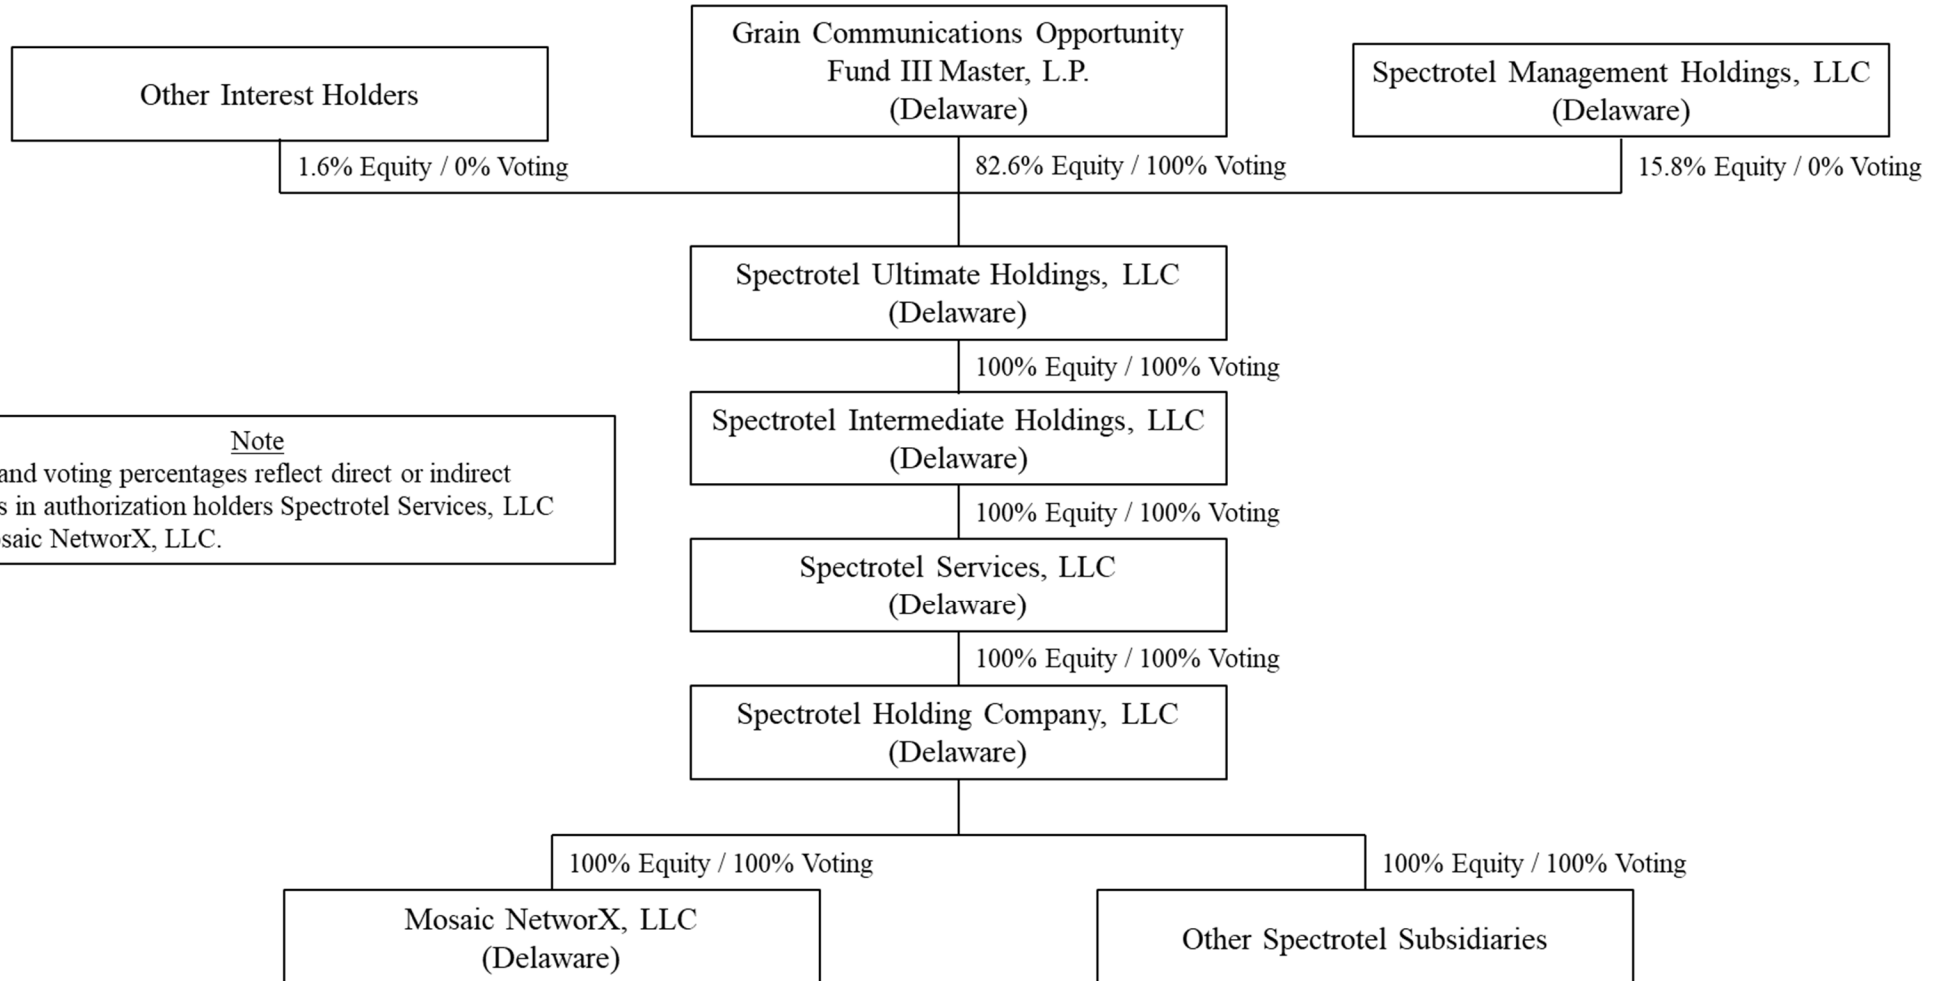 Grain Communications Opportunity
Fund III Master, L.P.
(Delaware)
Other Interest Holders
Spectrotel Management Holdings, LLC
(Delaware)
1.6% Equity / 0% Voting
82.6% Equity / 100% Voting
15.8% Equity / 0% Voting
Spectrotel Ultimate Holdings, LLC
(Delaware)
100% Equity / 100% Voting
Spectrotel Intermediate Holdings, LLC
(Delaware)
Note
and voting percentages reflect direct or indirect
in authorization holders Spectrotel Services, LLC
NetworX, LLC.
100% Equity / 100% Voting
Spectrotel Services, LLC
(Delaware)
100% Equity / 100% Voting
Spectrotel Holding Company, LLC
(Delaware)
100% Equity / 100% Voting
100% Equity / 100% Voting
Mosaic NetworX, LLC
(Delaware)
Other Spectrotel Subsidiaries